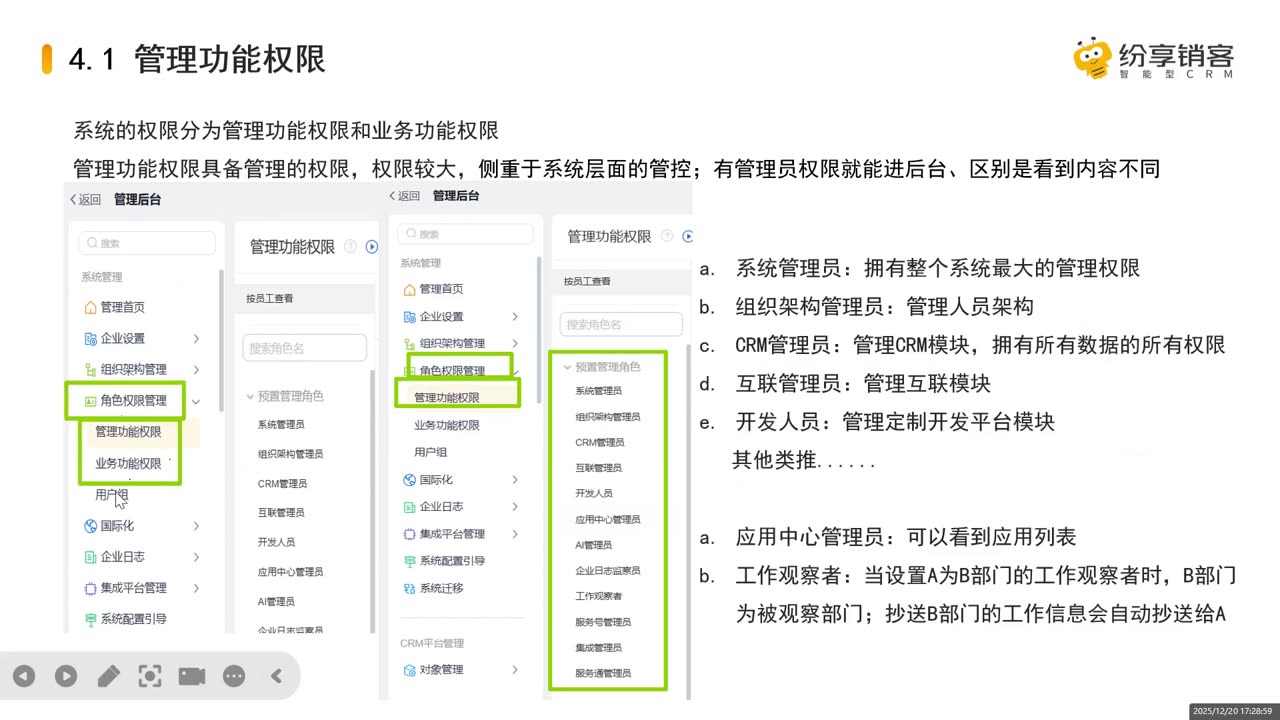 4.1 管理功能权限
纷享销客
智能型CRM
系统的权限分为管理功能权限和业务功能权限
管理功能权限具备管理的权限，权限较大，侧重于系统层面的管控；有管理员权限就能进后台、区别是看到内容不同
返回 管理后台
搜索
系统管理
管理首页
企业设置
组织架构管理
角色权限管理
管理功能权限
业务功能权限
用户组
国际化
企业日志
集成平台管理
系统配置引导
管理功能权限
按员工查看
搜索角色名
预置管理角色
系统管理员
组织架构管理员
CRM管理员
互联管理员
开发人员
应用中心管理员
AI管理员
企业日志监察员
返回 管理后台
搜索
系统管理
管理首页
企业设置
组织架构管理
角色权限管理
管理功能权限
业务功能权限
用户组
国际化
企业日志
集成平台管理
系统配置引导
系统迁移
CRM平台管理
对象管理
管理功能权限
按员工查看
搜索角色名
预置管理角色
系统管理员
组织架构管理员
CRM管理员
互联管理员
开发人员
应用中心管理员
AI管理员
企业日志监察员
工作观察者
服务号管理员
集成管理员
服务通管理员
a. 系统管理员：拥有整个系统最大的管理权限
b. 组织架构管理员：管理人员架构
c. CRM管理员：管理CRM模块，拥有所有数据的所有权限
d. 互联管理员：管理互联模块
e. 开发人员：管理定制开发平台模块
其他类推......
a. 应用中心管理员：可以看到应用列表
b. 工作观察者：当设置A为B部门的工作观察者时，B部门
为被观察部门；抄送B部门的工作信息会自动抄送给A
2025/12/20 17:28:59